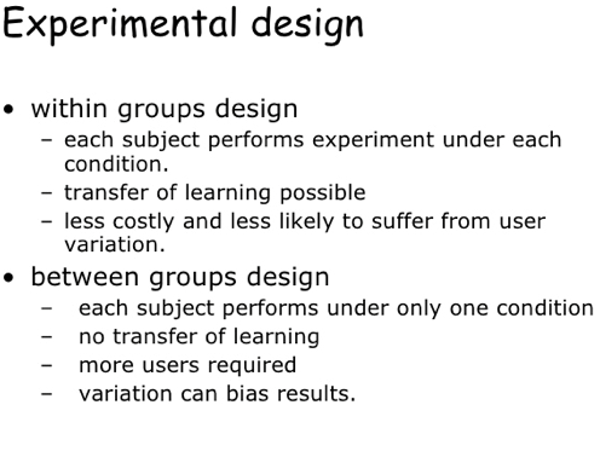 Experimental design
• within groups design
– each subject performs experiment under each
condition.
– transfer of learning possible
– less costly and less likely to suffer from user
variation.
• between groups design
– each subject performs under only one condition
– no transfer of learning
– more users required
– variation can bias results.